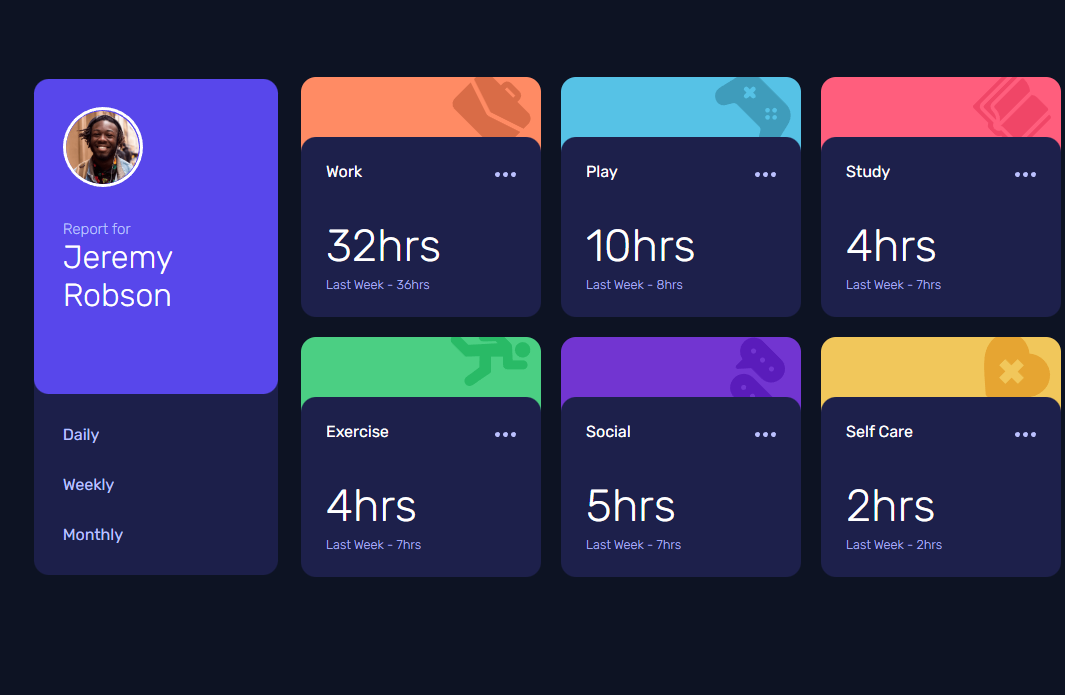 Report for
Jeremy
Robson
Daily
Weekly
Monthly
Work
32hrs
Last Week - 36hrs
Play
10hrs
Last Week - 8hrs
Study
4hrs
Last Week - 7hrs
Exercise
4hrs
Last Week - 7hrs
Social
5hrs
Last Week - 7hrs
Self Care
2hrs
Last Week - 2hrs